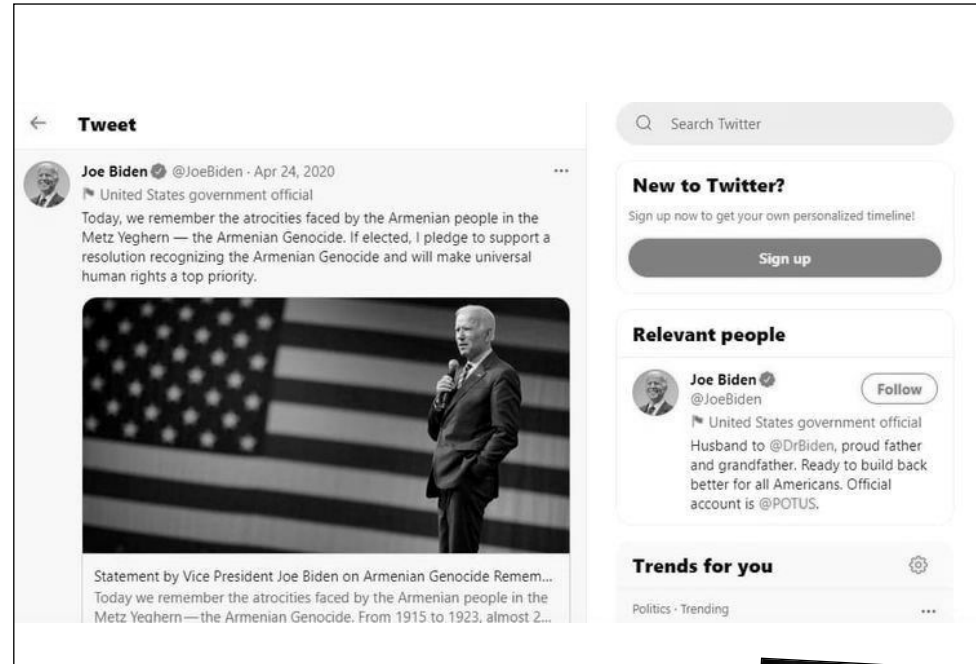 Tweet
Joe Biden @JoeBiden · Apr 24, 2020
United States government official
Today, we remember the atrocities faced by the Armenian people in the
Metz Yeghern — the Armenian Genocide. If elected, I pledge to support a
resolution recognizing the Armenian Genocide and will make universal
human rights a top priority.
Statement by Vice President Joe Biden on Armenian Genocide Remem...
Today we remember the atrocities faced by the Armenian people in the
Metz Yeghern—the Armenian Genocide. From 1915 to 1923, almost 2...
Search Twitter
New to Twitter?
Sign up now to get your own personalized timeline!
Sign up
Relevant people
Joe Biden
@JoeBiden
Follow
United States government official
Husband to @DrBiden, proud father
and grandfather. Ready to build back
better for all Americans. Official
account is @POTUS.
Trends for you
Politics · Trending